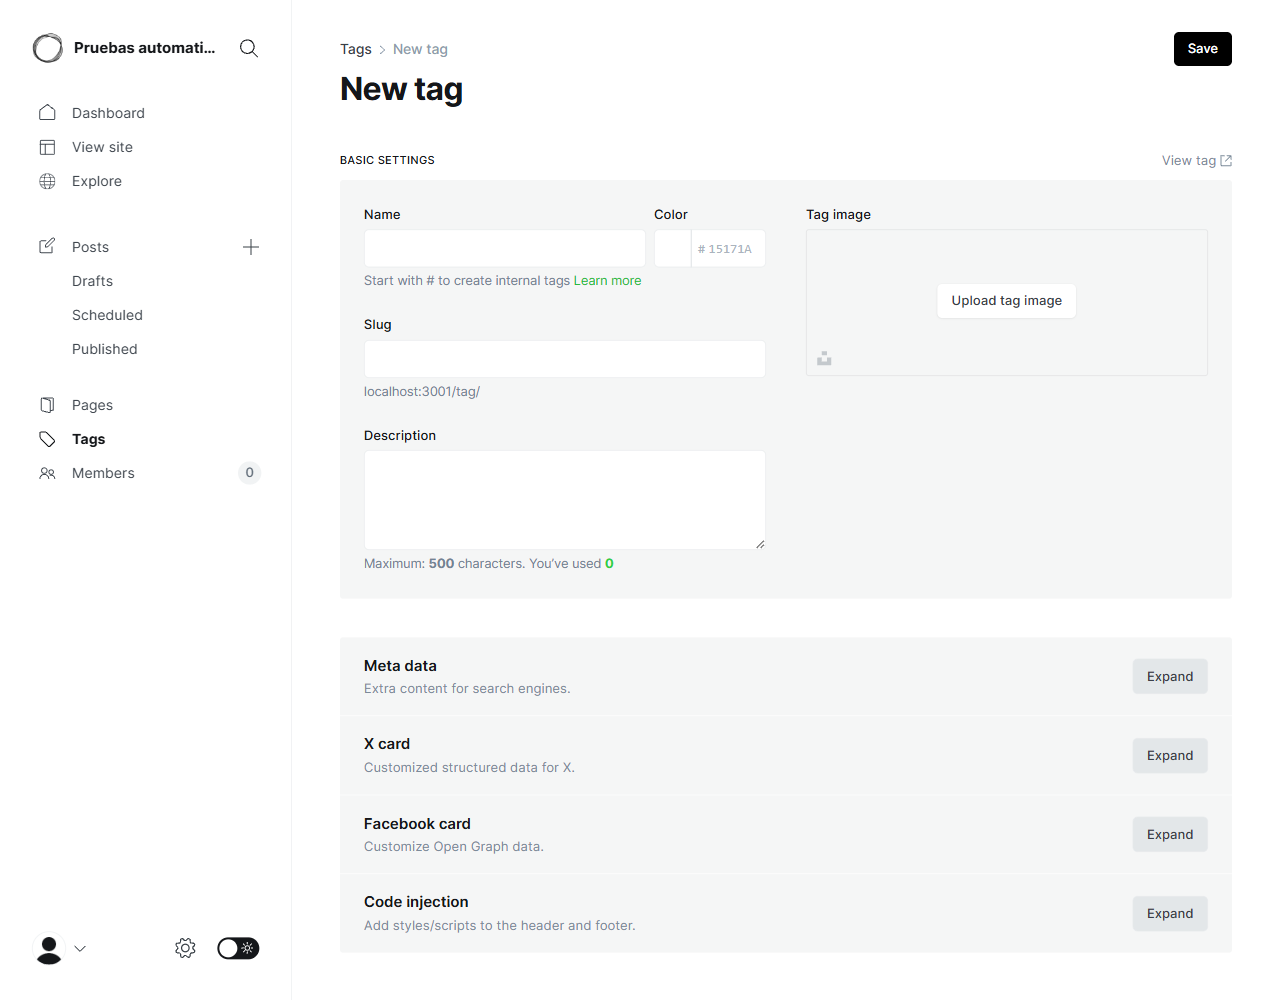 Pruebas automati...
Dashboard
View site
Explore
Posts
Drafts
Scheduled
Published
Pages
Tags
Members
0
Tags > New tag
Save
New tag
BASIC SETTINGS
View tag
Name
Color
# 15171A
Start with # to create internal tags Learn more
Slug
localhost:3001/tag/
Description
Maximum: 500 characters. You've used 0
Tag image
Upload tag image
Meta data
Extra content for search engines.
Expand
X card
Customized structured data for X.
Expand
Facebook card
Customize Open Graph data.
Expand
Code injection
Add styles/scripts to the header and footer.
Expand